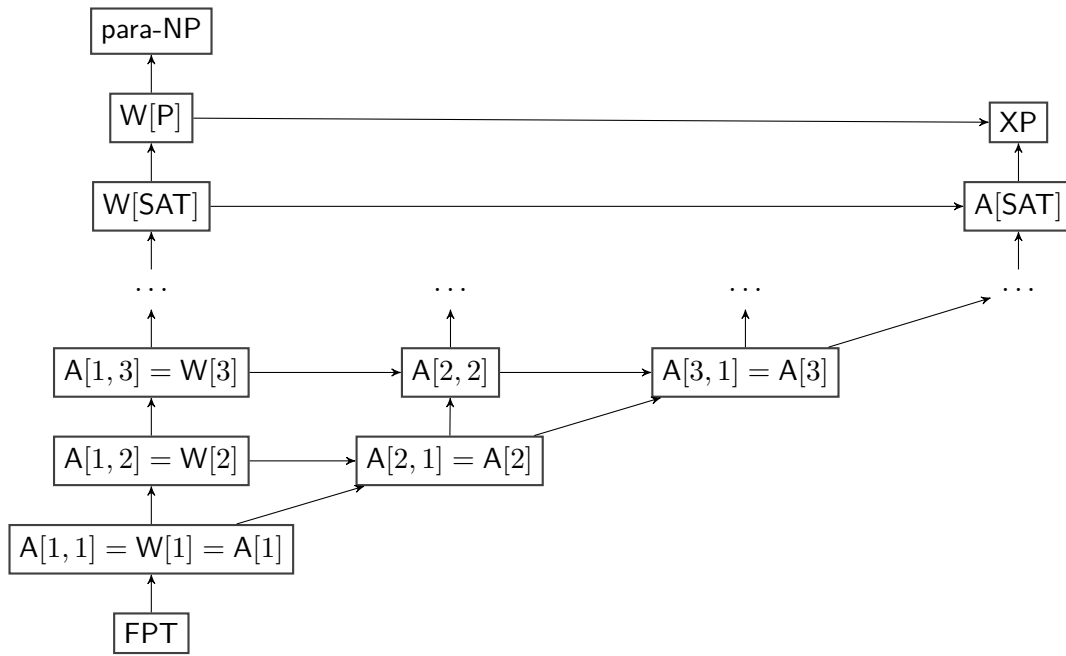 para-NP
W[P]
XP
W[SAT]
A[SAT]
...
...
...
...
A[1, 3] = W[3]
A[2, 2]
A[3, 1] = A[3]
A[1, 2] = W[2]
A[2, 1] = A[2]
A[1, 1] = W[1] = A[1]
FPT